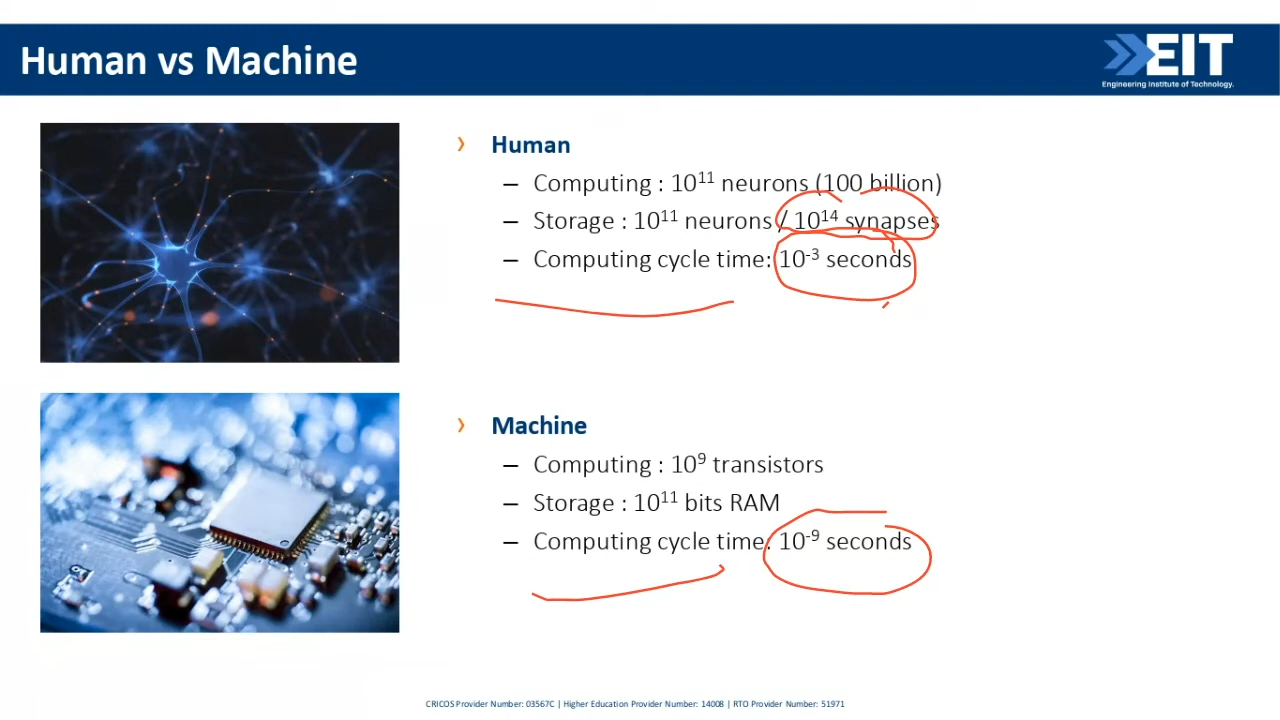 Human vs Machine
EIT
Engineering Institute of Technology.
› Human
– Computing : 10¹¹ neurons (100 billion)
– Storage : 10¹¹ neurons / 10¹⁴ synapses
– Computing cycle time: 10⁻³ seconds
› Machine
– Computing : 10⁹ transistors
– Storage : 10¹¹ bits RAM
– Computing cycle time: 10⁻⁹ seconds
CRICOS Provider Number: 03567C | Higher Education Provider Number: 14008 | RTO Provider Number: 51971